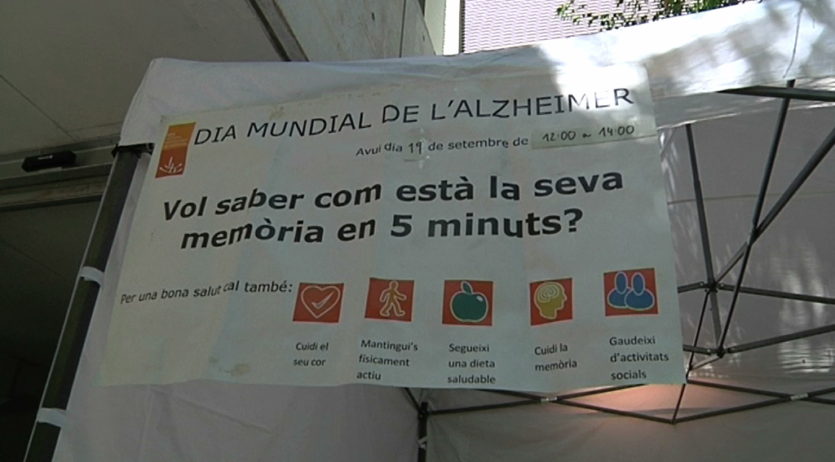 DIA MUNDIAL DE L'ALZHEIMER
Avui dia 19 de setembre de 12:00 a 14:00
Vol saber com està la seva
memòria en 5 minuts?
Per una bona salut cal també:
Cuidi el
seu cor
Mantingui's
físicament
actiu
Segueixi
una dieta
saludable
Cuidi la
memòria
Gaudeixi
d'activitats
socials